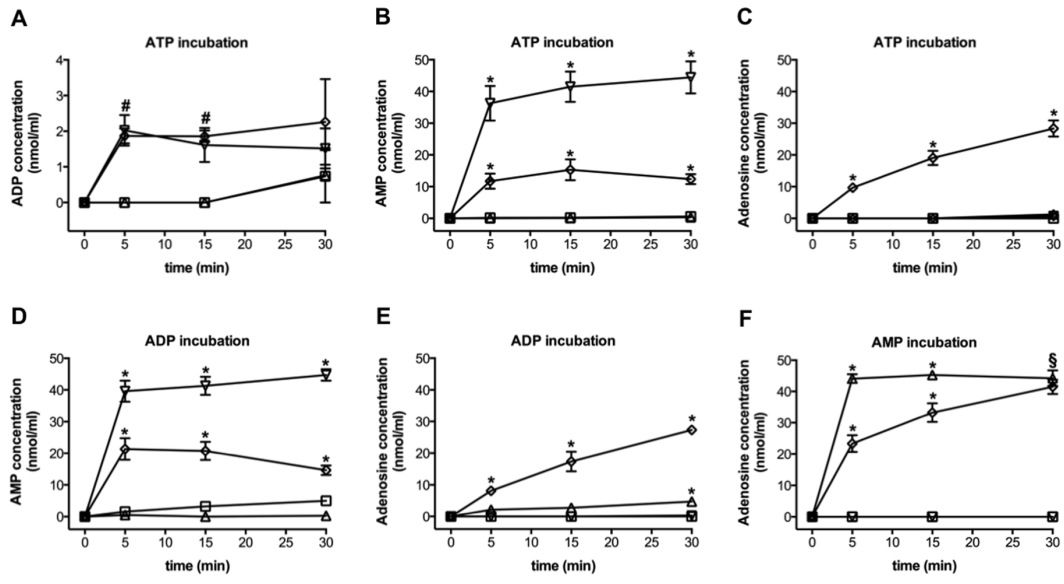 A
ATP incubation
ADP concentration
(nmol/ml)
4
3
2
1
0
# #
0 5 10 15 20 25 30
time (min)
B
ATP incubation
AMP concentration
(nmol/ml)
50
40
30
20
10
0
* * *
* * *
0 5 10 15 20 25 30
time (min)
C
ATP incubation
Adenosine concentration
(nmol/ml)
50
40
30
20
10
0
* * *
0 5 10 15 20 25 30
time (min)
D
ADP incubation
AMP concentration
(nmol/ml)
50
40
30
20
10
0
* * *
* * *
0 5 10 15 20 25 30
time (min)
E
ADP incubation
Adenosine concentration
(nmol/ml)
50
40
30
20
10
0
* * *
*
0 5 10 15 20 25 30
time (min)
F
AMP incubation
Adenosine concentration
(nmol/ml)
50
40
30
20
10
0
* * §
* *
0 5 10 15 20 25 30
time (min)